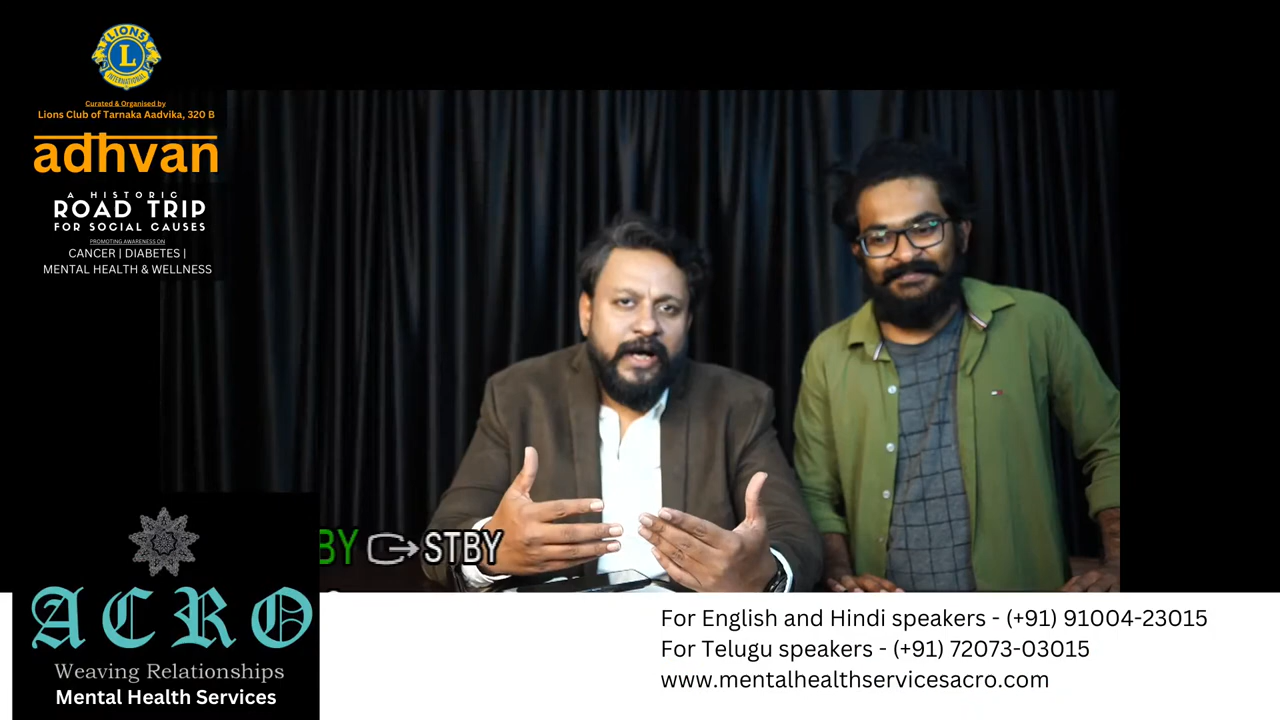 LIONS
L
INTERNATIONAL
Curated & Organised by
Lions Club of Tarnaka Aadvika, 320 B
adhvan
A HISTORIC
ROAD TRIP
FOR SOCIAL CAUSES
PROMOTING AWARENESS ON
CANCER | DIABETES |
MENTAL HEALTH & WELLNESS
BY STBY
ACRO
Weaving Relationships
Mental Health Services
For English and Hindi speakers - (+91) 91004-23015
For Telugu speakers - (+91) 72073-03015
www.mentalhealthservicesacro.com